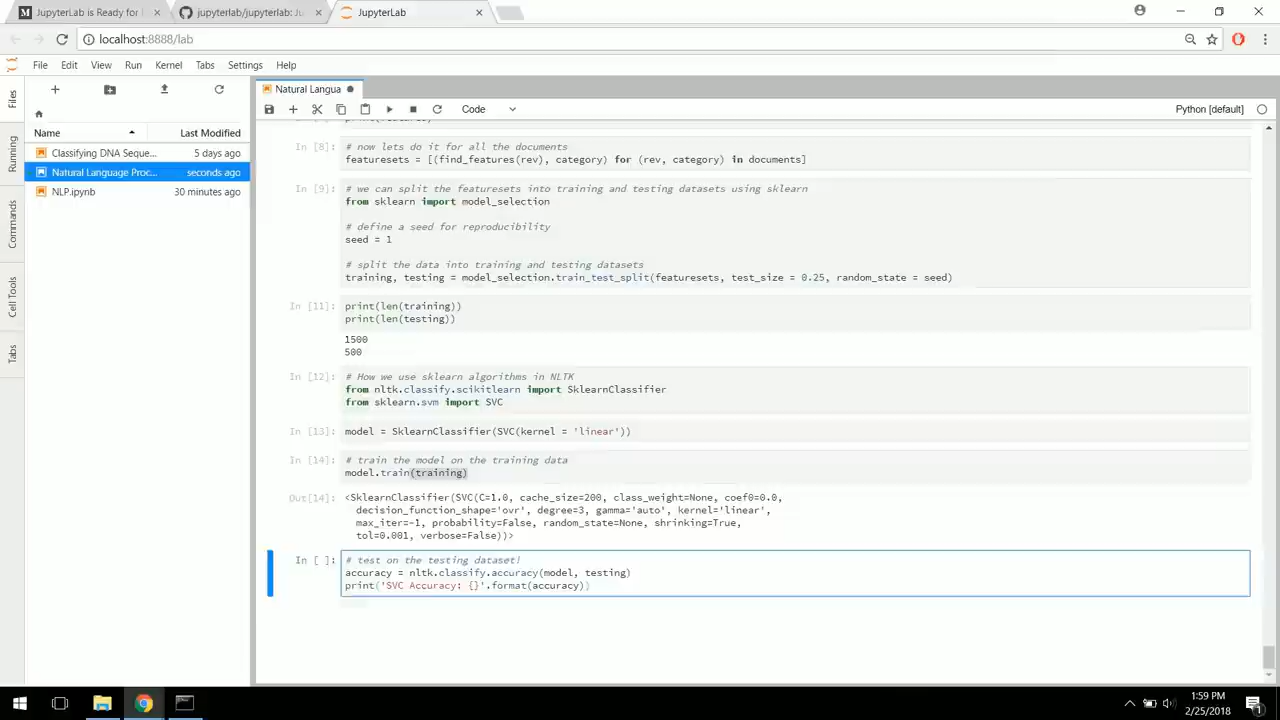 JupyterLab is Ready for
jupyterlab/jupyterlab: Ju
JupyterLab
localhost:8888/lab
File Edit View Run Kernel Tabs Settings Help
Files
Running
Commands
Cell Tools
Tabs
Name Last Modified
Classifying DNA Seque... 5 days ago
Natural Language Proc... seconds ago
NLP.ipynb 30 minutes ago
Natural Langua
Code Python [default]
In [8]: # now lets do it for all the documents
featuresets = [(find_features(rev), category) for (rev, category) in documents]
In [9]: # we can split the featuresets into training and testing datasets using sklearn
from sklearn import model_selection
# define a seed for reproducibility
seed = 1
# split the data into training and testing datasets
training, testing = model_selection.train_test_split(featuresets, test_size = 0.25, random_state = seed)
In [11]: print(len(training))
print(len(testing))
1500
500
In [12]: # How we use sklearn algorithms in NLTK
from nltk.classify.scikitlearn import SklearnClassifier
from sklearn.svm import SVC
In [13]: model = SklearnClassifier(SVC(kernel = 'linear'))
In [14]: # train the model on the training data
model.train(training)
Out[14]: <SklearnClassifier(SVC(C=1.0, cache_size=200, class_weight=None, coef0=0.0,
decision_function_shape='ovr', degree=3, gamma='auto', kernel='linear',
max_iter=-1, probability=False, random_state=None, shrinking=True,
tol=0.001, verbose=False))>
In [ ]: # test on the testing dataset!
accuracy = nltk.classify.accuracy(model, testing)
print('SVC Accuracy: {}'.format(accuracy))
1:59 PM
2/25/2018